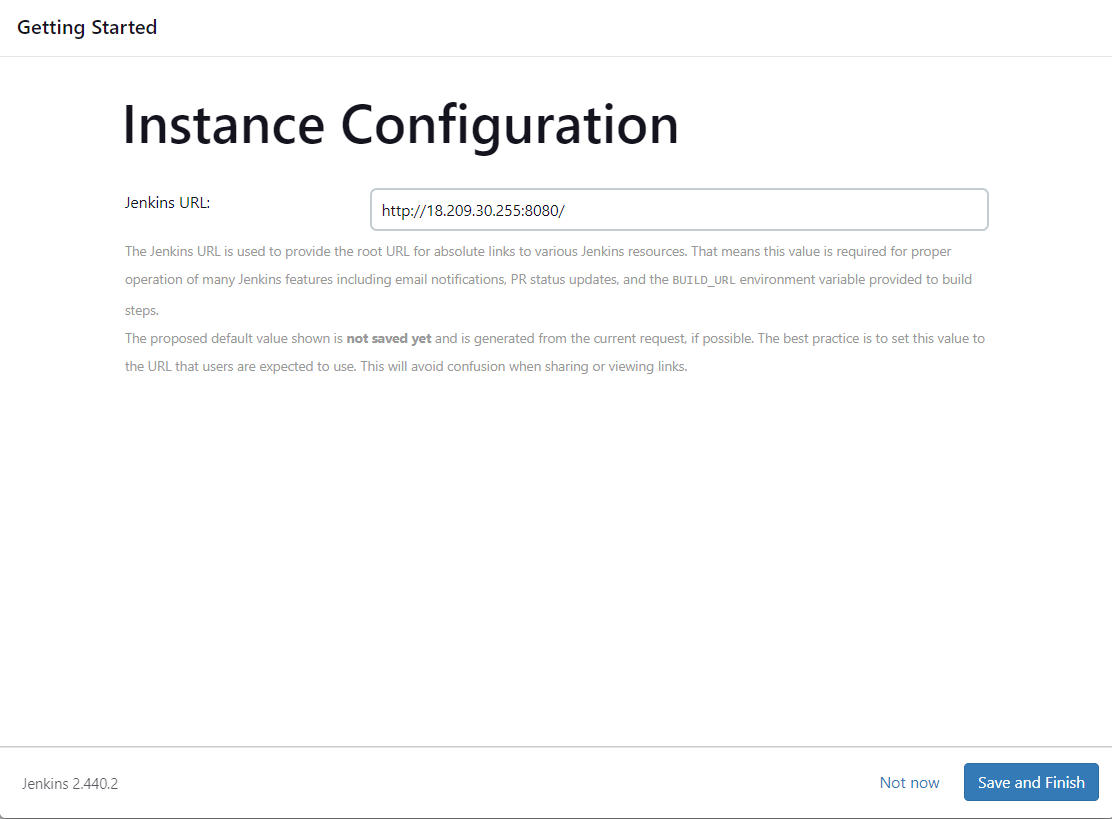 Getting Started
Instance Configuration
Jenkins URL:
http://18.209.30.255:8080/
The Jenkins URL is used to provide the root URL for absolute links to various Jenkins resources. That means this value is required for proper
operation of many Jenkins features including email notifications, PR status updates, and the BUILD_URL environment variable provided to build
steps.
The proposed default value shown is not saved yet and is generated from the current request, if possible. The best practice is to set this value to
the URL that users are expected to use. This will avoid confusion when sharing or viewing links.
Jenkins 2.440.2
Not now
Save and Finish